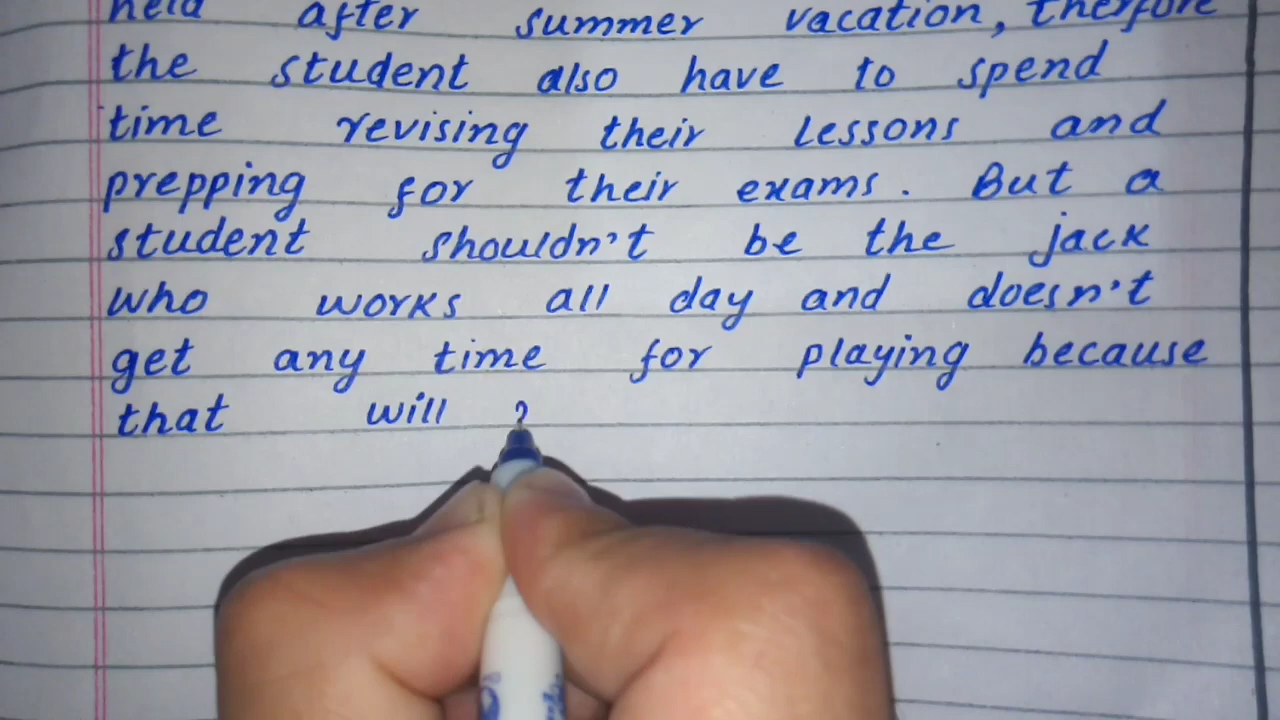 held after summer vacation, therfore
the student also have to spend
time revising their lessons and
prepping for their exams. But a
student shouldn't be the jack
who works all day and doesn't
get any time for playing because
that will